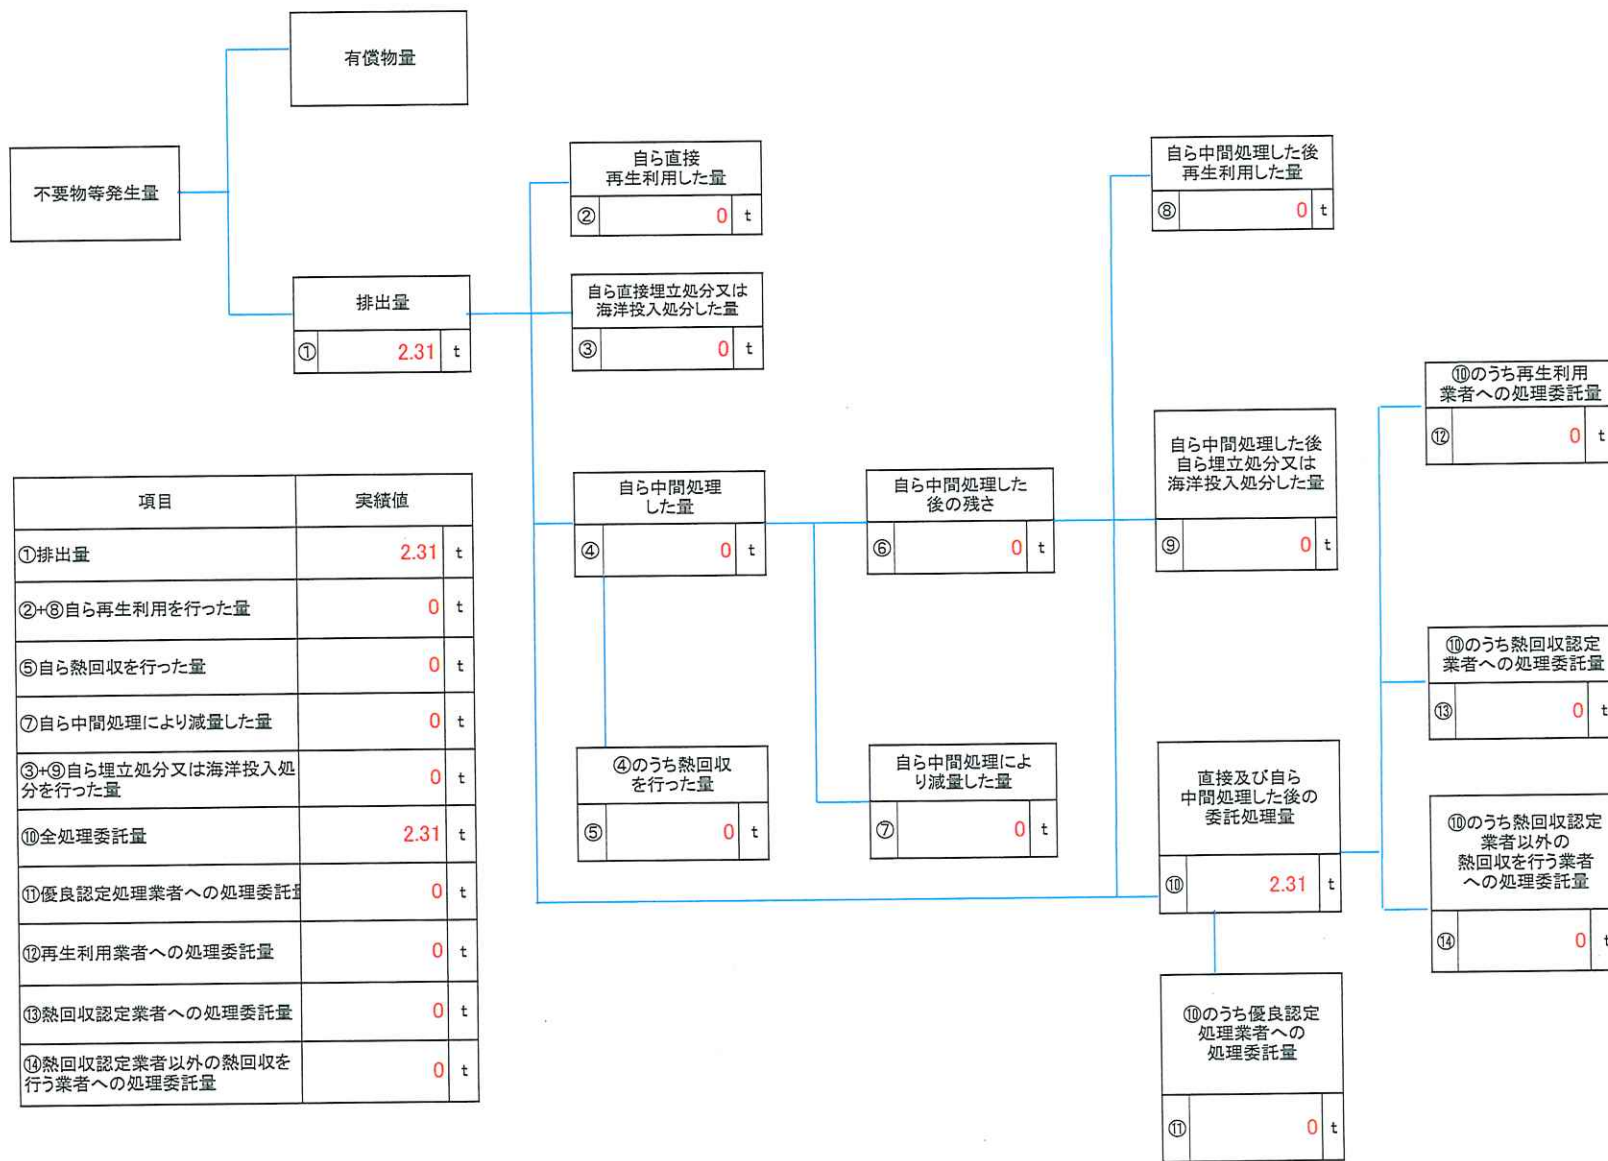 有償物量
不要物等発生量
排出量
① 2.31 t
自ら直接
再生利用した量
② 0 t
自ら直接埋立処分又は
海洋投入処分した量
③ 0 t
自ら中間処理
した量
④ 0 t
④のうち熱回収
を行った量
⑤ 0 t
自ら中間処理した
後の残さ
⑥ 0 t
自ら中間処理によ
り減量した量
⑦ 0 t
自ら中間処理した後
再生利用した量
⑧ 0 t
自ら中間処理した後
自ら埋立処分又は
海洋投入処分した量
⑨ 0 t
直接及び自ら
中間処理した後の
委託処理量
⑩ 2.31 t
⑩のうち優良認定
処理業者への
処理委託量
⑪ 0 t
⑩のうち再生利用
業者への処理委託量
⑫ 0 t
⑩のうち熱回収認定
業者への処理委託量
⑬ 0 t
⑩のうち熱回収認定
業者以外の
熱回収を行う業者
への処理委託量
⑭ 0 t
項目 実績値
①排出量 2.31 t
②+⑧自ら再生利用を行った量 0 t
⑤自ら熱回収を行った量 0 t
⑦自ら中間処理により減量した量 0 t
③+⑨自ら埋立処分又は海洋投入処
分を行った量 0 t
⑩全処理委託量 2.31 t
⑪優良認定処理業者への処理委託 0 t
⑫再生利用業者への処理委託量 0 t
⑬熱回収認定業者への処理委託量 0 t
⑭熱回収認定業者以外の熱回収を
行う業者への処理委託量 0 t